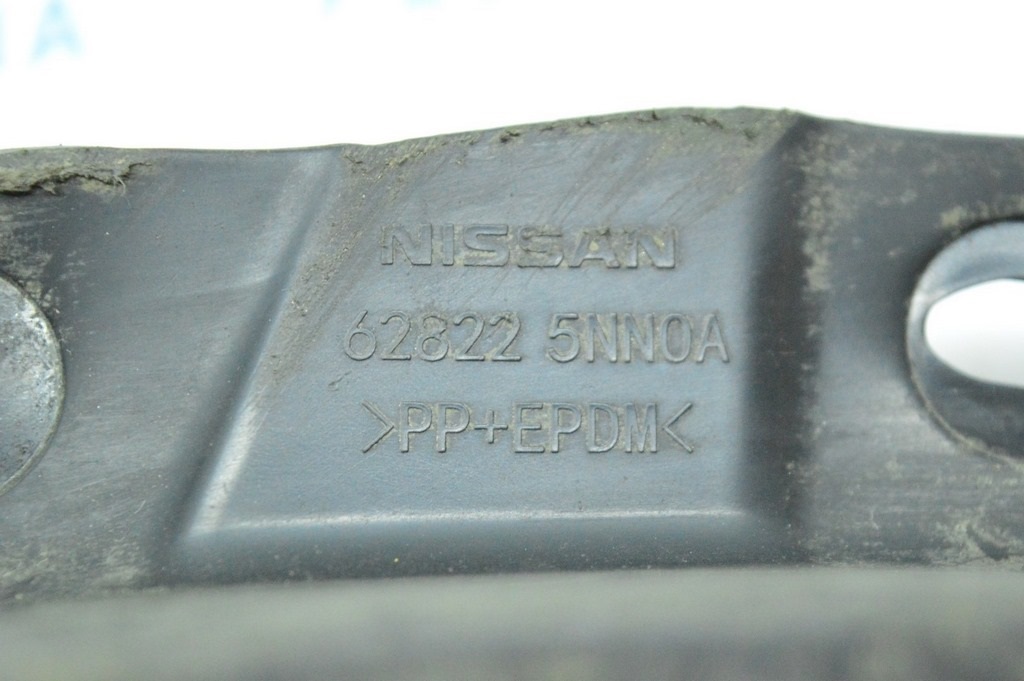 NISSAN
62822 5NN0A
>PP+EPDM<